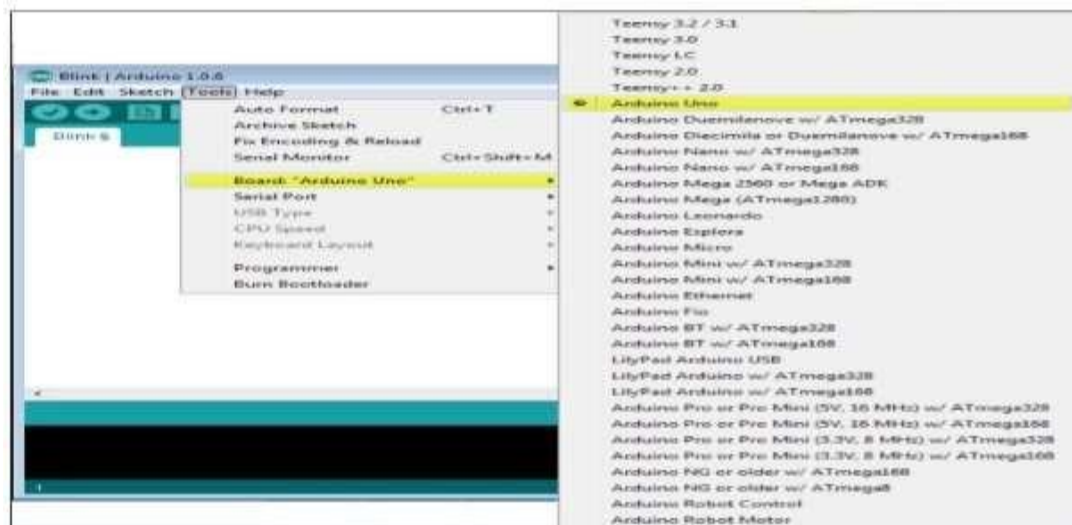 Blink | Arduino 1.0.6
File Edit Sketch Tools Help
Blink §
Auto Format Ctrl+T
Archive Sketch
Fix Encoding & Reload
Serial Monitor Ctrl+Shift+M
Board: "Arduino Uno"
Serial Port
USB Type
CPU Speed
Keyboard Layout
Programmer
Burn Bootloader
Teensy 3.2 / 3.1
Teensy 3.0
Teensy LC
Teensy 2.0
Teensy++ 2.0
Arduino Uno
Arduino Duemilanove w/ ATmega328
Arduino Diecimila or Duemilanove w/ ATmega168
Arduino Nano w/ ATmega328
Arduino Nano w/ ATmega168
Arduino Mega 2560 or Mega ADK
Arduino Mega (ATmega1280)
Arduino Leonardo
Arduino Esplora
Arduino Micro
Arduino Mini w/ ATmega328
Arduino Mini w/ ATmega168
Arduino Ethernet
Arduino Fio
Arduino BT w/ ATmega328
Arduino BT w/ ATmega168
LilyPad Arduino USB
LilyPad Arduino w/ ATmega328
LilyPad Arduino w/ ATmega168
Arduino Pro or Pro Mini (5V, 16 MHz) w/ ATmega328
Arduino Pro or Pro Mini (5V, 16 MHz) w/ ATmega168
Arduino Pro or Pro Mini (3.3V, 8 MHz) w/ ATmega328
Arduino Pro or Pro Mini (3.3V, 8 MHz) w/ ATmega168
Arduino NG or older w/ ATmega168
Arduino NG or older w/ ATmega8
Arduino Robot Control
Arduino Robot Motor